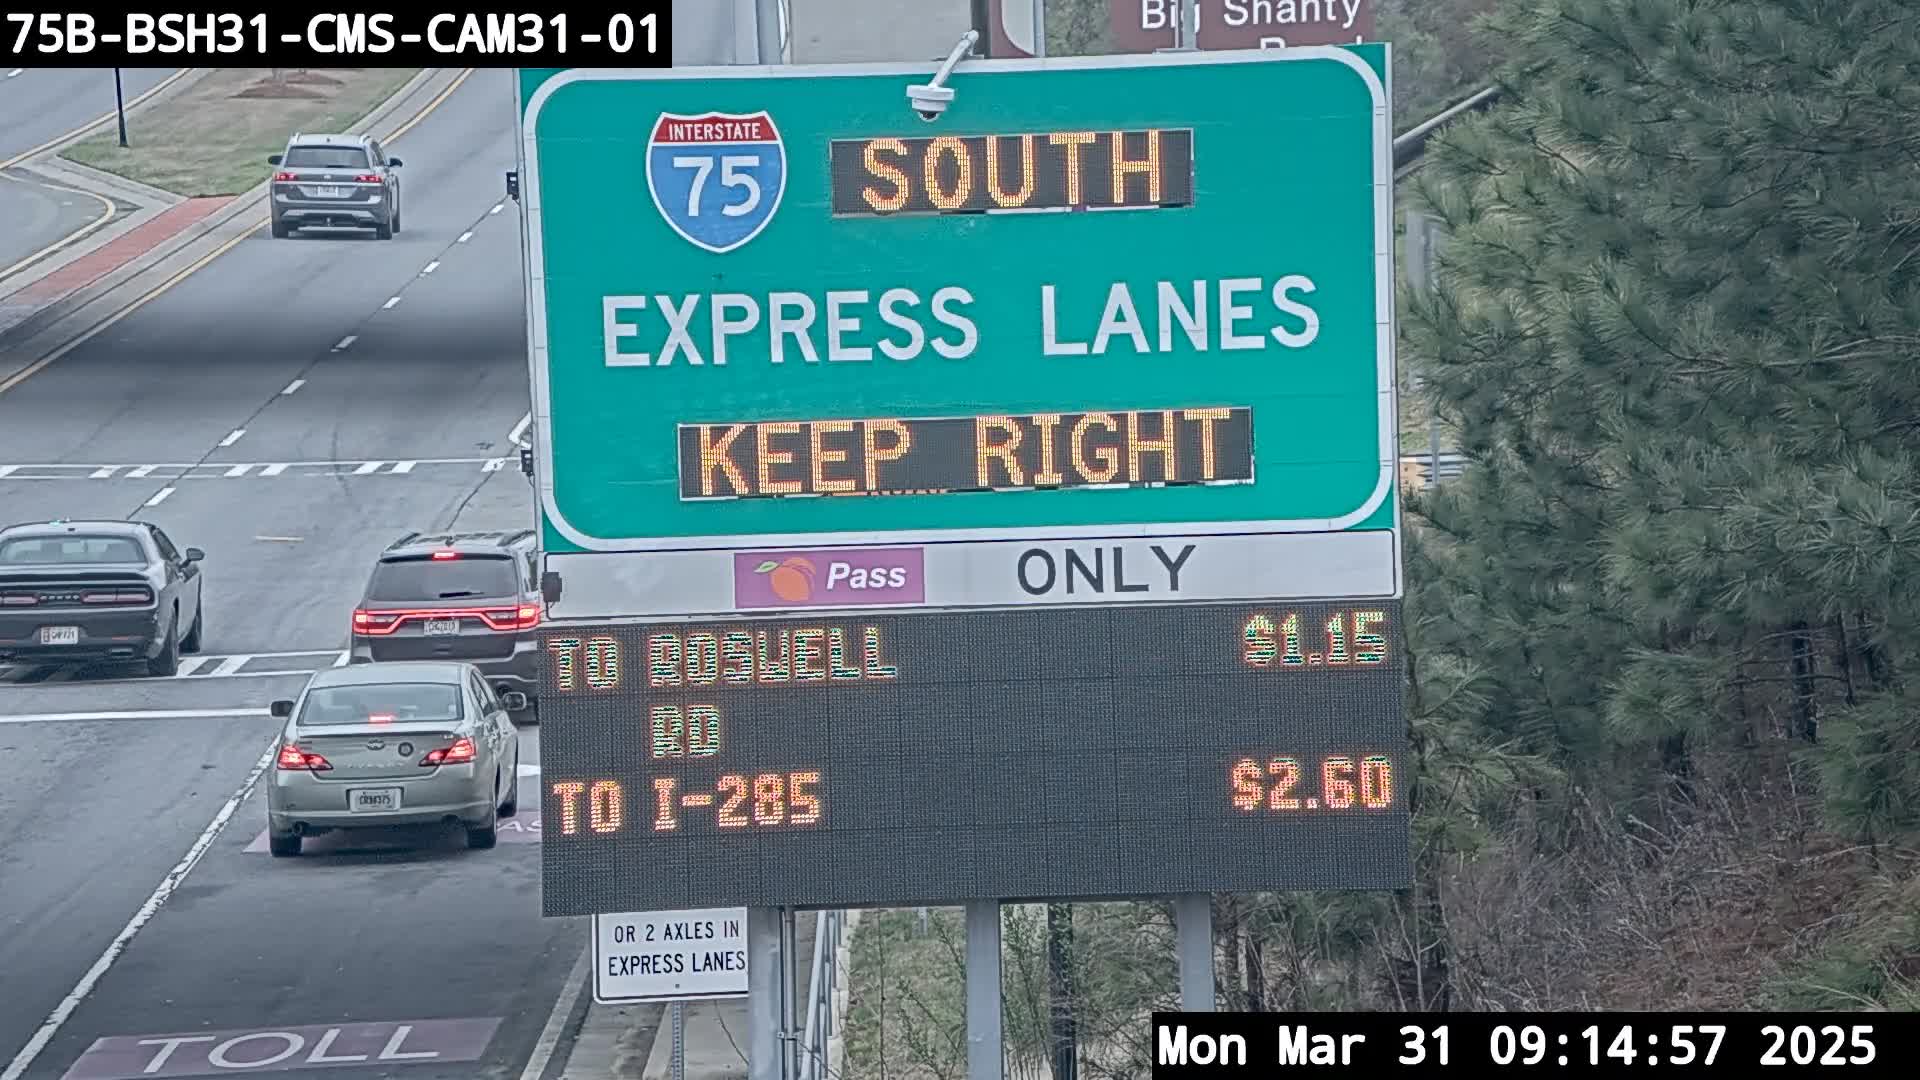 75B-BSH31-CMS-CAM31-01
Big Shanty
INTERSTATE
75
SOUTH
EXPRESS LANES
KEEP RIGHT
Pass ONLY
TO ROSWELL $1.15
RD
TO I-285 $2.60
OR 2 AXLES IN
EXPRESS LANES
TOLL
Mon Mar 31 09:14:57 2025